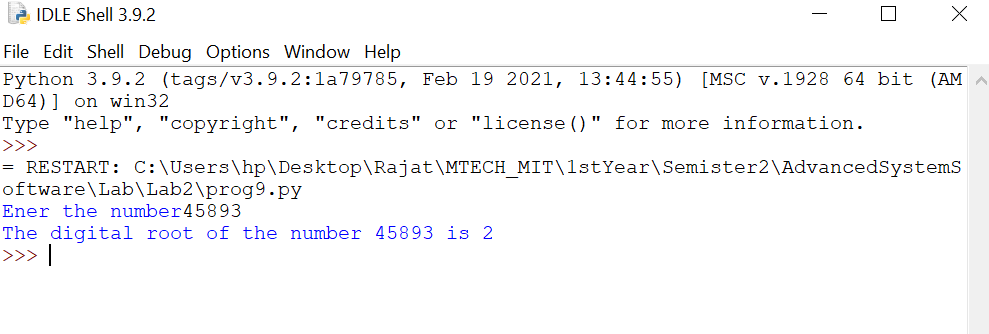 IDLE Shell 3.9.2
File Edit Shell Debug Options Window Help
Python 3.9.2 (tags/v3.9.2:1a79785, Feb 19 2021, 13:44:55) [MSC v.1928 64 bit (AM
D64)] on win32
Type "help", "copyright", "credits" or "license()" for more information.
>>>
= RESTART: C:\Users\hp\Desktop\Rajat\MTECH_MIT\1stYear\Semister2\AdvancedSystemS
oftware\Lab\Lab2\prog9.py
Ener the number45893
The digital root of the number 45893 is 2
>>>